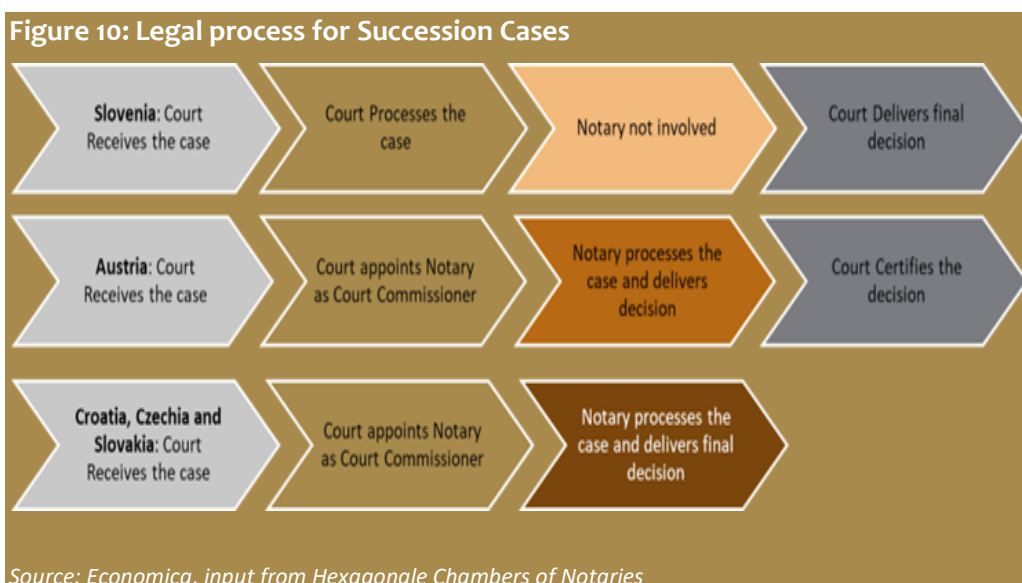 Figure 10: Legal process for Succession Cases
Slovenia: Court
Receives the case
Court Processes the
case
Notary not involved
Court Delivers final
decision
Austria: Court
Receives the case
Court appoints Notary
as Court Commissioner
Notary processes the
case and delivers
decision
Court Certifies the
decision
Croatia, Czechia and
Slovakia: Court
Receives the case
Court appoints Notary
as Court Commissioner
Notary processes the
case and delivers final
decision
Source: Economica, input from Hexagonale Chambers of Notaries